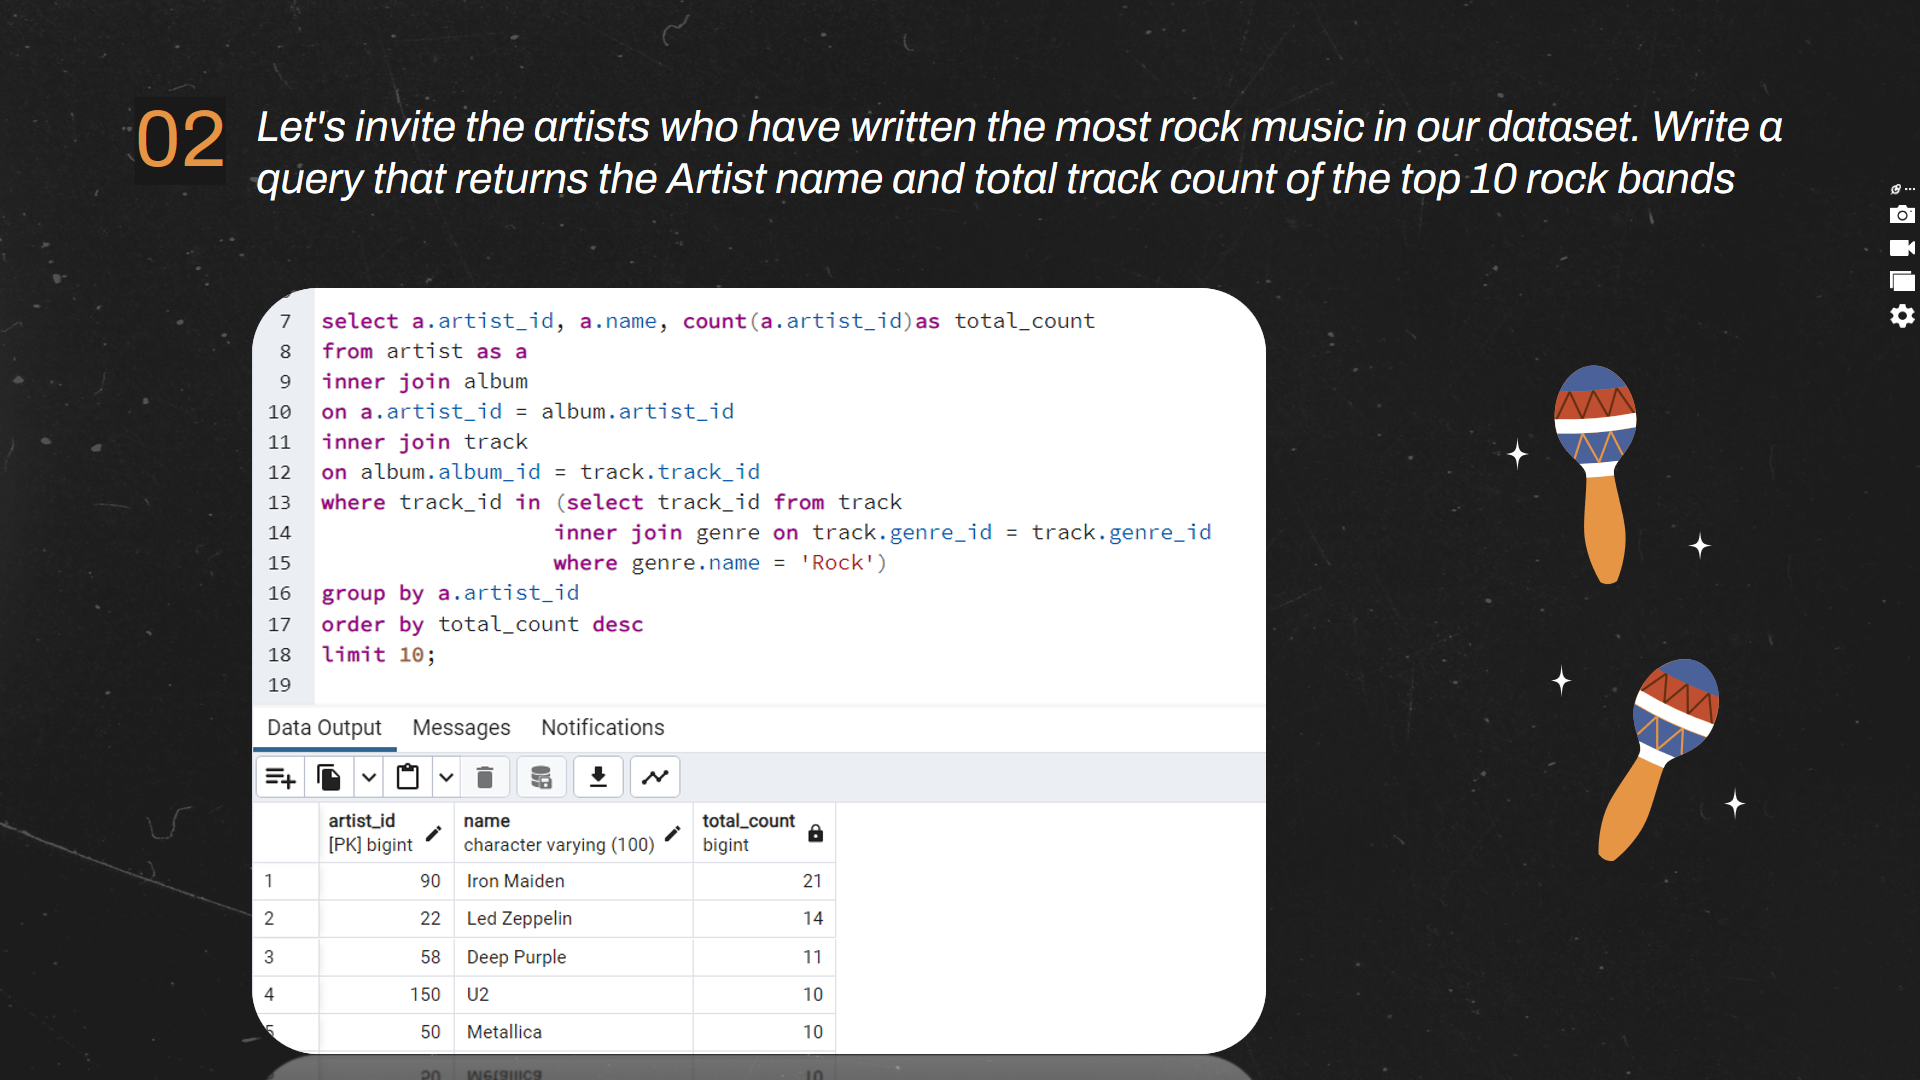 02
Let's invite the artists who have written the most rock music in our dataset. Write a
query that returns the Artist name and total track count of the top 10 rock bands
7 select a.artist_id, a.name, count(a.artist_id)as total_count
8 from artist as a
9 inner join album
10 on a.artist_id = album.artist_id
11 inner join track
12 on album.album_id = track.track_id
13 where track_id in (select track_id from track
14 inner join genre on track.genre_id = track.genre_id
15 where genre.name = 'Rock')
16 group by a.artist_id
17 order by total_count desc
18 limit 10;
19
Data Output Messages Notifications
artist_id name total_count
[PK] bigint character varying (100) bigint
1 90 Iron Maiden 21
2 22 Led Zeppelin 14
3 58 Deep Purple 11
4 150 U2 10
5 50 Metallica 10